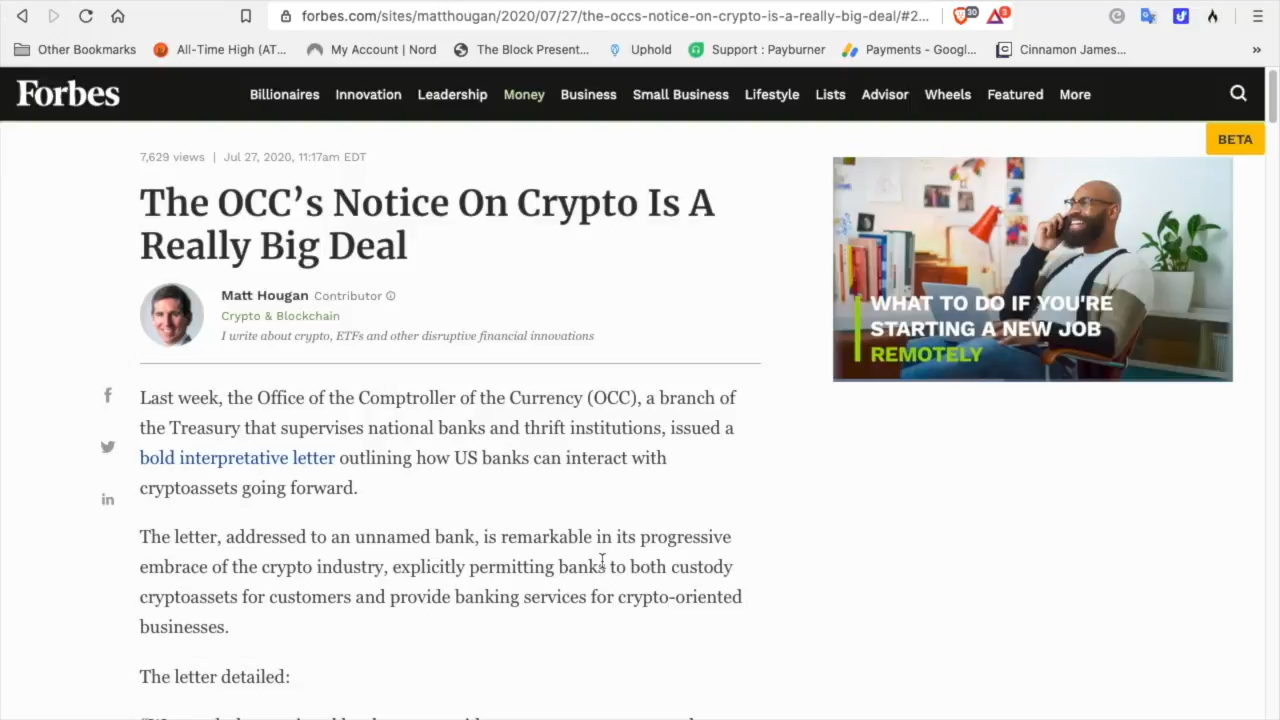 forbes.com/sites/matthougan/2020/07/27/the-occs-notice-on-crypto-is-a-really-big-deal/#2...
30
3
Other Bookmarks
All-Time High (AT...
My Account | Nord
The Block Present...
Uphold
Support : Payburner
Payments - Googl...
Cinnamon James...
»
Forbes
Billionaires
Innovation
Leadership
Money
Business
Small Business
Lifestyle
Lists
Advisor
Wheels
Featured
More
BETA
7,629 views | Jul 27, 2020, 11:17am EDT
The OCC’s Notice On Crypto Is A
Really Big Deal
Matt Hougan Contributor
Crypto & Blockchain
I write about crypto, ETFs and other disruptive financial innovations
WHAT TO DO IF YOU'RE
STARTING A NEW JOB
REMOTELY
Last week, the Office of the Comptroller of the Currency (OCC), a branch of
the Treasury that supervises national banks and thrift institutions, issued a
bold interpretative letter outlining how US banks can interact with
cryptoassets going forward.
The letter, addressed to an unnamed bank, is remarkable in its progressive
embrace of the crypto industry, explicitly permitting banks to both custody
cryptoassets for customers and provide banking services for crypto-oriented
businesses.
The letter detailed: